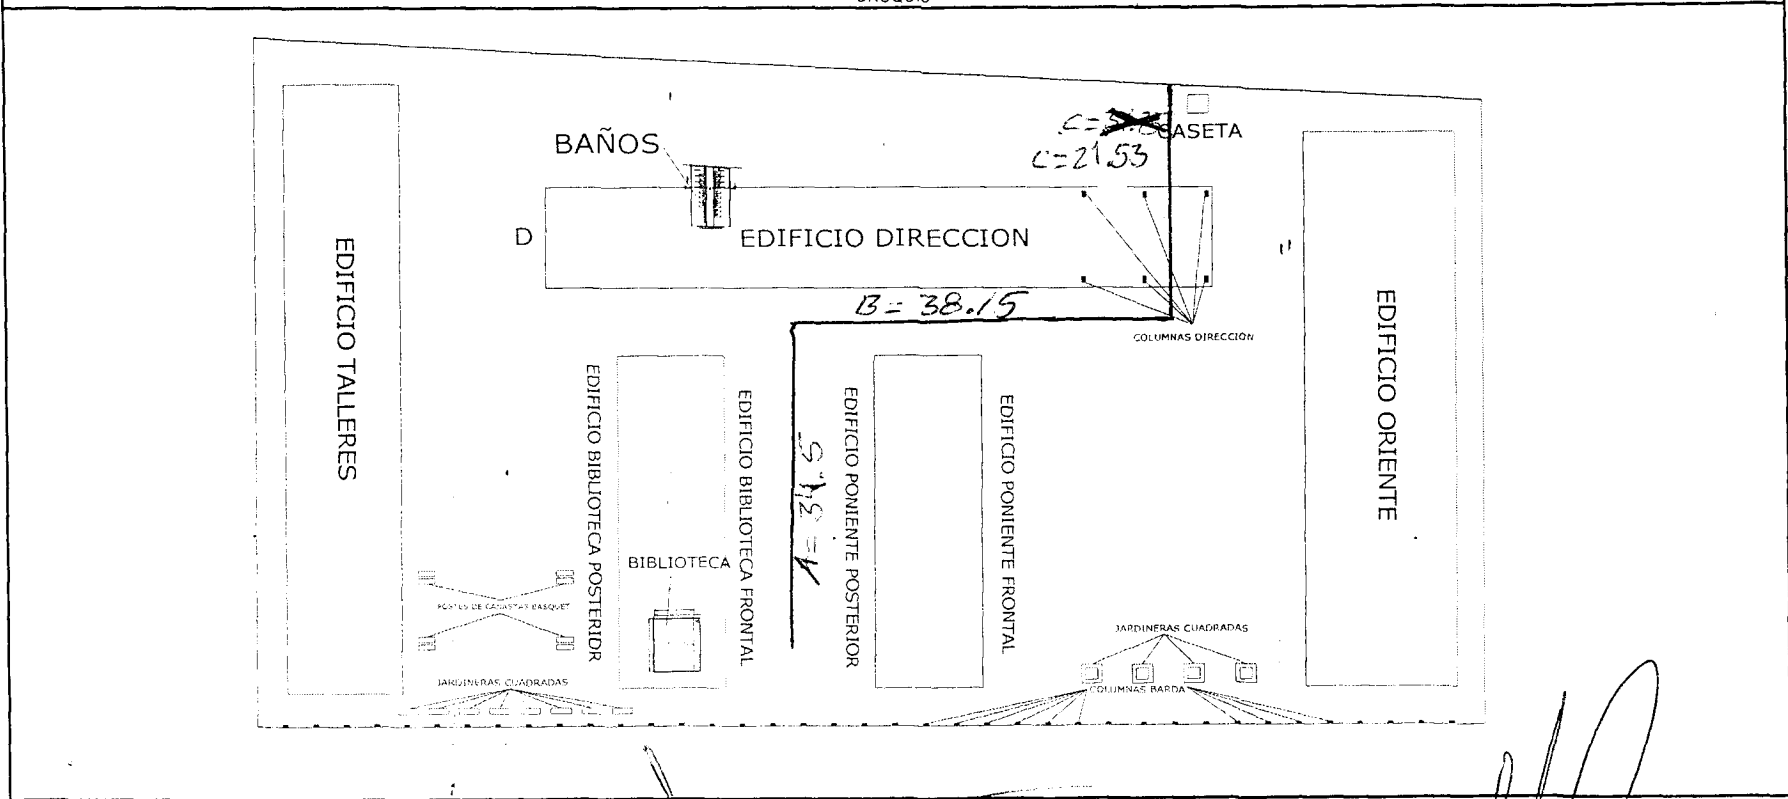 BAÑOS
CASETA
C=21.53
D
EDIFICIO DIRECCION
B = 38.15
COLUMNAS DIRECCION
EDIFICIO TALLERES
EDIFICIO BIBLIOTECA POSTERIOR
EDIFICIO BIBLIOTECA FRONTAL
A = 34.5
EDIFICIO PONIENTE POSTERIOR
EDIFICIO PONIENTE FRONTAL
EDIFICIO ORIENTE
BIBLIOTECA
POSTES DE CANASTAS BASQUET
JARDINERAS CUADRADAS
JARDINERAS CUADRADAS
COLUMNAS BARDA